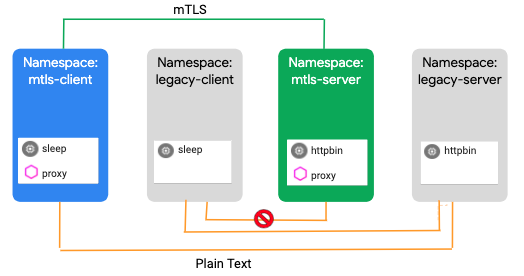 mTLS
Namespace:
mtls-client
sleep
proxy
Namespace:
legacy-client
sleep
Namespace:
mtls-server
httpbin
proxy
Namespace:
legacy-server
httpbin
Plain Text